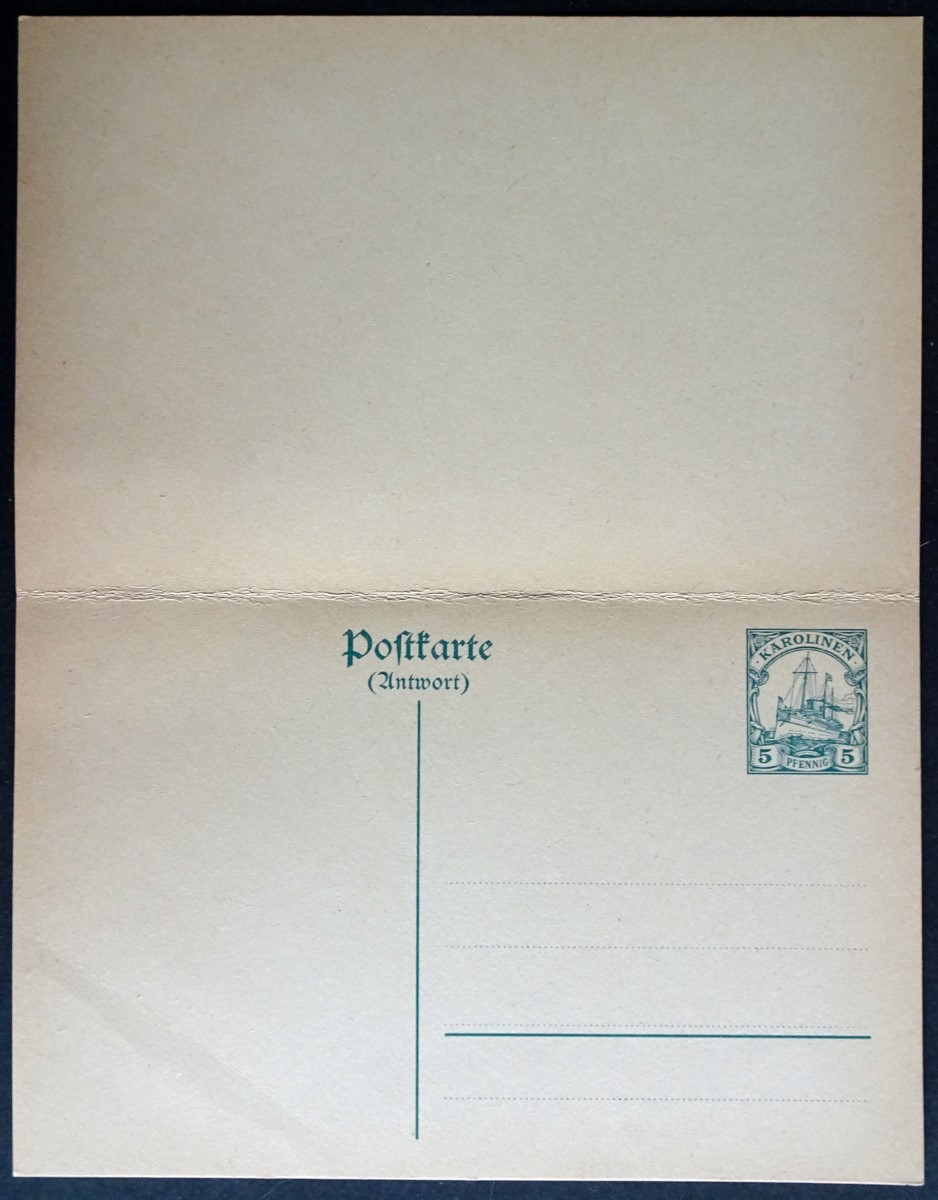 Postkarte
(Antwort)
KAROLINEN
5 PFENNIG 5